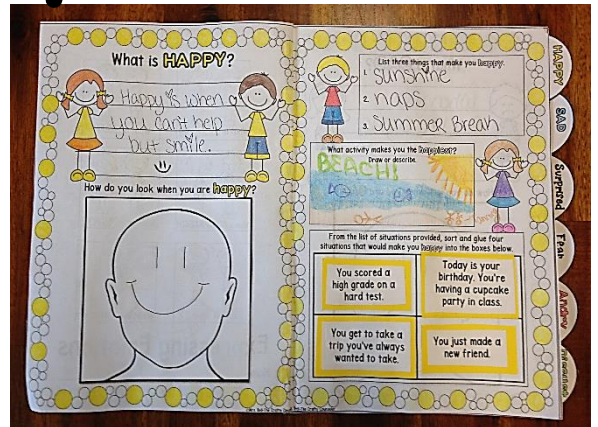 What is HAPPY?
Happy is when
you can't help
but smile.
How do you look when you are happy?
List three things that make you happy.
1. Sunshine
2. naps
3. Summer Break
What activity makes you the happiest?
Draw or describe.
BEACH!
From the list of situations provided, sort and glue four
situations that would make you happy into the boxes below.
You scored a
high grade on a
hard test.
Today is your
birthday. You're
having a cupcake
party in class.
You get to take a
trip you've always
wanted to take.
You just made a
new friend.
HAPPY
SAD
Surprised
Angry